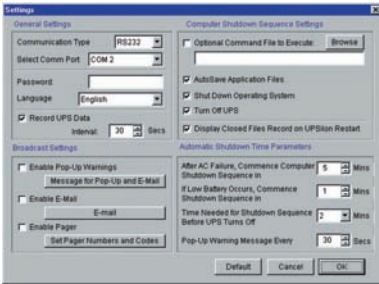 Settings
General Settings
Communication Type RS232
Select Comm Port COM 2
Password:
Language English
Record UPS Data
Interval: 30 Secs
Broadcast Settings
Enable Pop-Up Warnings
Message for Pop-Up and E-Mail
Enable E-Mail
E-mail
Enable Pager
Set Pager Numbers and Codes
Computer Shutdown Sequence Settings
Optional Command File to Execute: Browse
AutoSave Application Files
Shut Down Operating System
Turn Off UPS
Display Closed Files Record on UPSilon Restart
Automatic Shutdown Time Parameters
After AC Failure, Commence Computer
Shutdown Sequence in 5 Mins
If Low Battery Occurs, Commence
Shutdown Sequence in 1 Mins
Time Needed for Shutdown Sequence
Before UPS Turns Off 2 Mins
Pop-Up Warning Message Every 30 Secs
Default Cancel OK